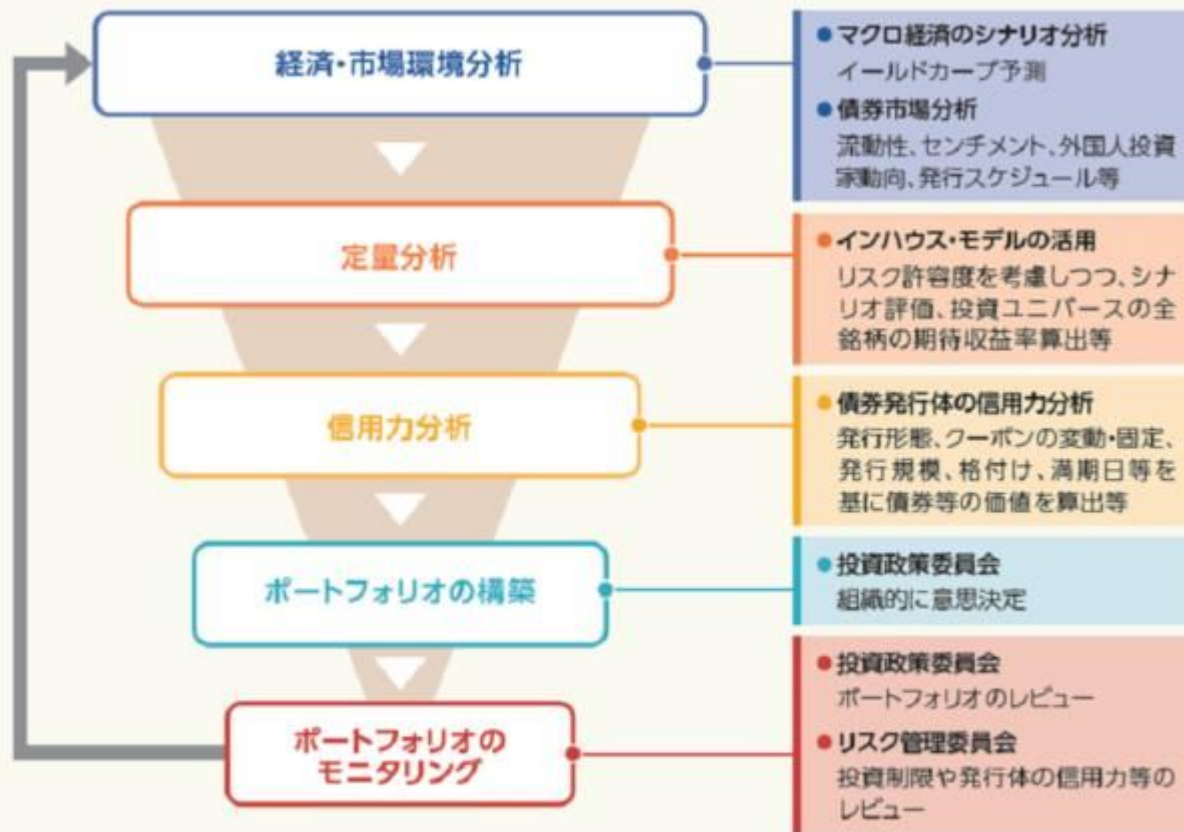 経済・市場環境分析
●マクロ経済のシナリオ分析
イールドカーブ予測
●債券市場分析
流動性、センチメント、外国人投資
家動向、発行スケジュール等
定量分析
●インハウス・モデルの活用
リスク許容度を考慮しつつ、シナ
リオ評価、投資ユニバースの全
銘柄の期待収益率算出等
信用力分析
●債券発行体の信用力分析
発行形態、クーポンの変動・固定、
発行規模、格付け、満期日等を
基に債券等の価値を算出等
ポートフォリオの構築
●投資政策委員会
組織的に意思決定
ポートフォリオの
モニタリング
●投資政策委員会
ポートフォリオのレビュー
●リスク管理委員会
投資制限や発行体の信用力等の
レビュー